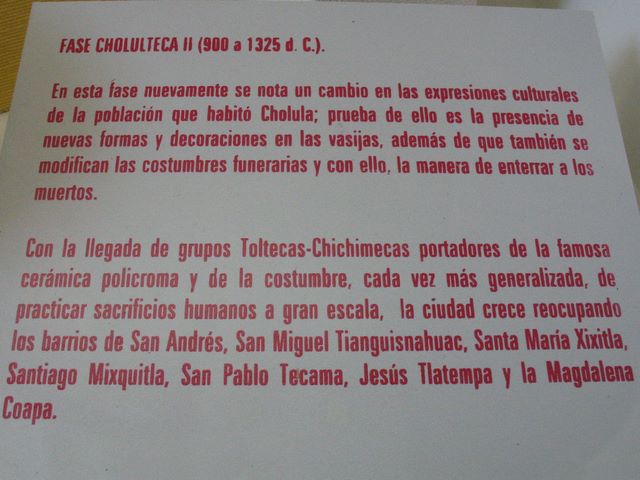 FASE CHOLULTECA II (900 a 1325 d. C.).
En esta fase nuevamente se nota un cambio en las expresiones culturales
de la población que habitó Cholula; prueba de ello es la presencia de
nuevas formas y decoraciones en las vasijas, además de que también se
modifican las costumbres funerarias y con ello, la manera de enterrar a los
muertos.
Con la llegada de grupos Toltecas-Chichimecas portadores de la famosa
cerámica policroma y de la costumbre, cada vez más generalizada, de
practicar sacrificios humanos a gran escala, la ciudad crece reocupando
los barrios de San Andrés, San Miguel Tianguisnahuac, Santa María Xixitla,
Santiago Mixquitla, San Pablo Tecama, Jesús Tlatempa y la Magdalena
Coapa.